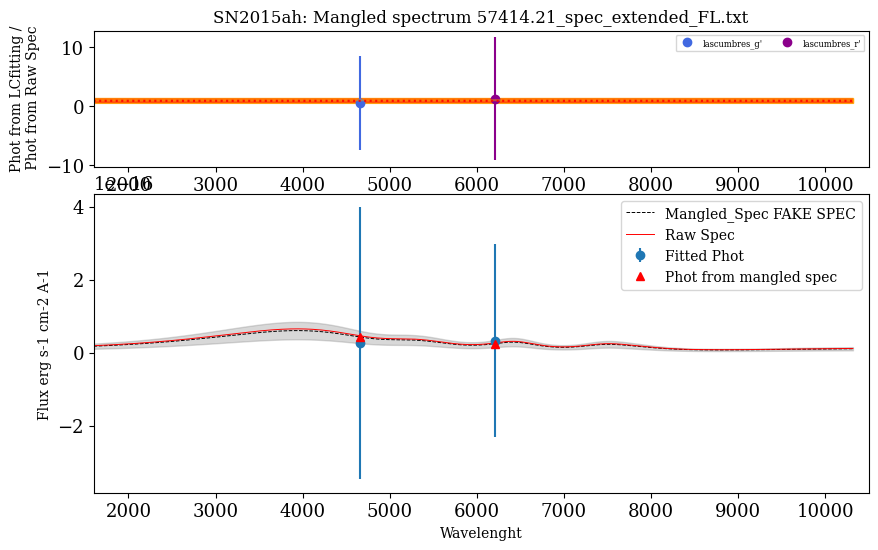 SN2015ah: Mangled spectrum 57414.21_spec_extended_FL.txt
Phot from LCfitting /
Phot from Raw Spec
10
0
−10
lascumbres_g' lascumbres_r'
2000 3000 4000 5000 6000 7000 8000 9000 10000
1e−16
Flux erg s-1 cm-2 A-1
4
2
0
−2
Mangled_Spec FAKE SPEC
Raw Spec
Fitted Phot
Phot from mangled spec
2000 3000 4000 5000 6000 7000 8000 9000 10000
Wavelenght